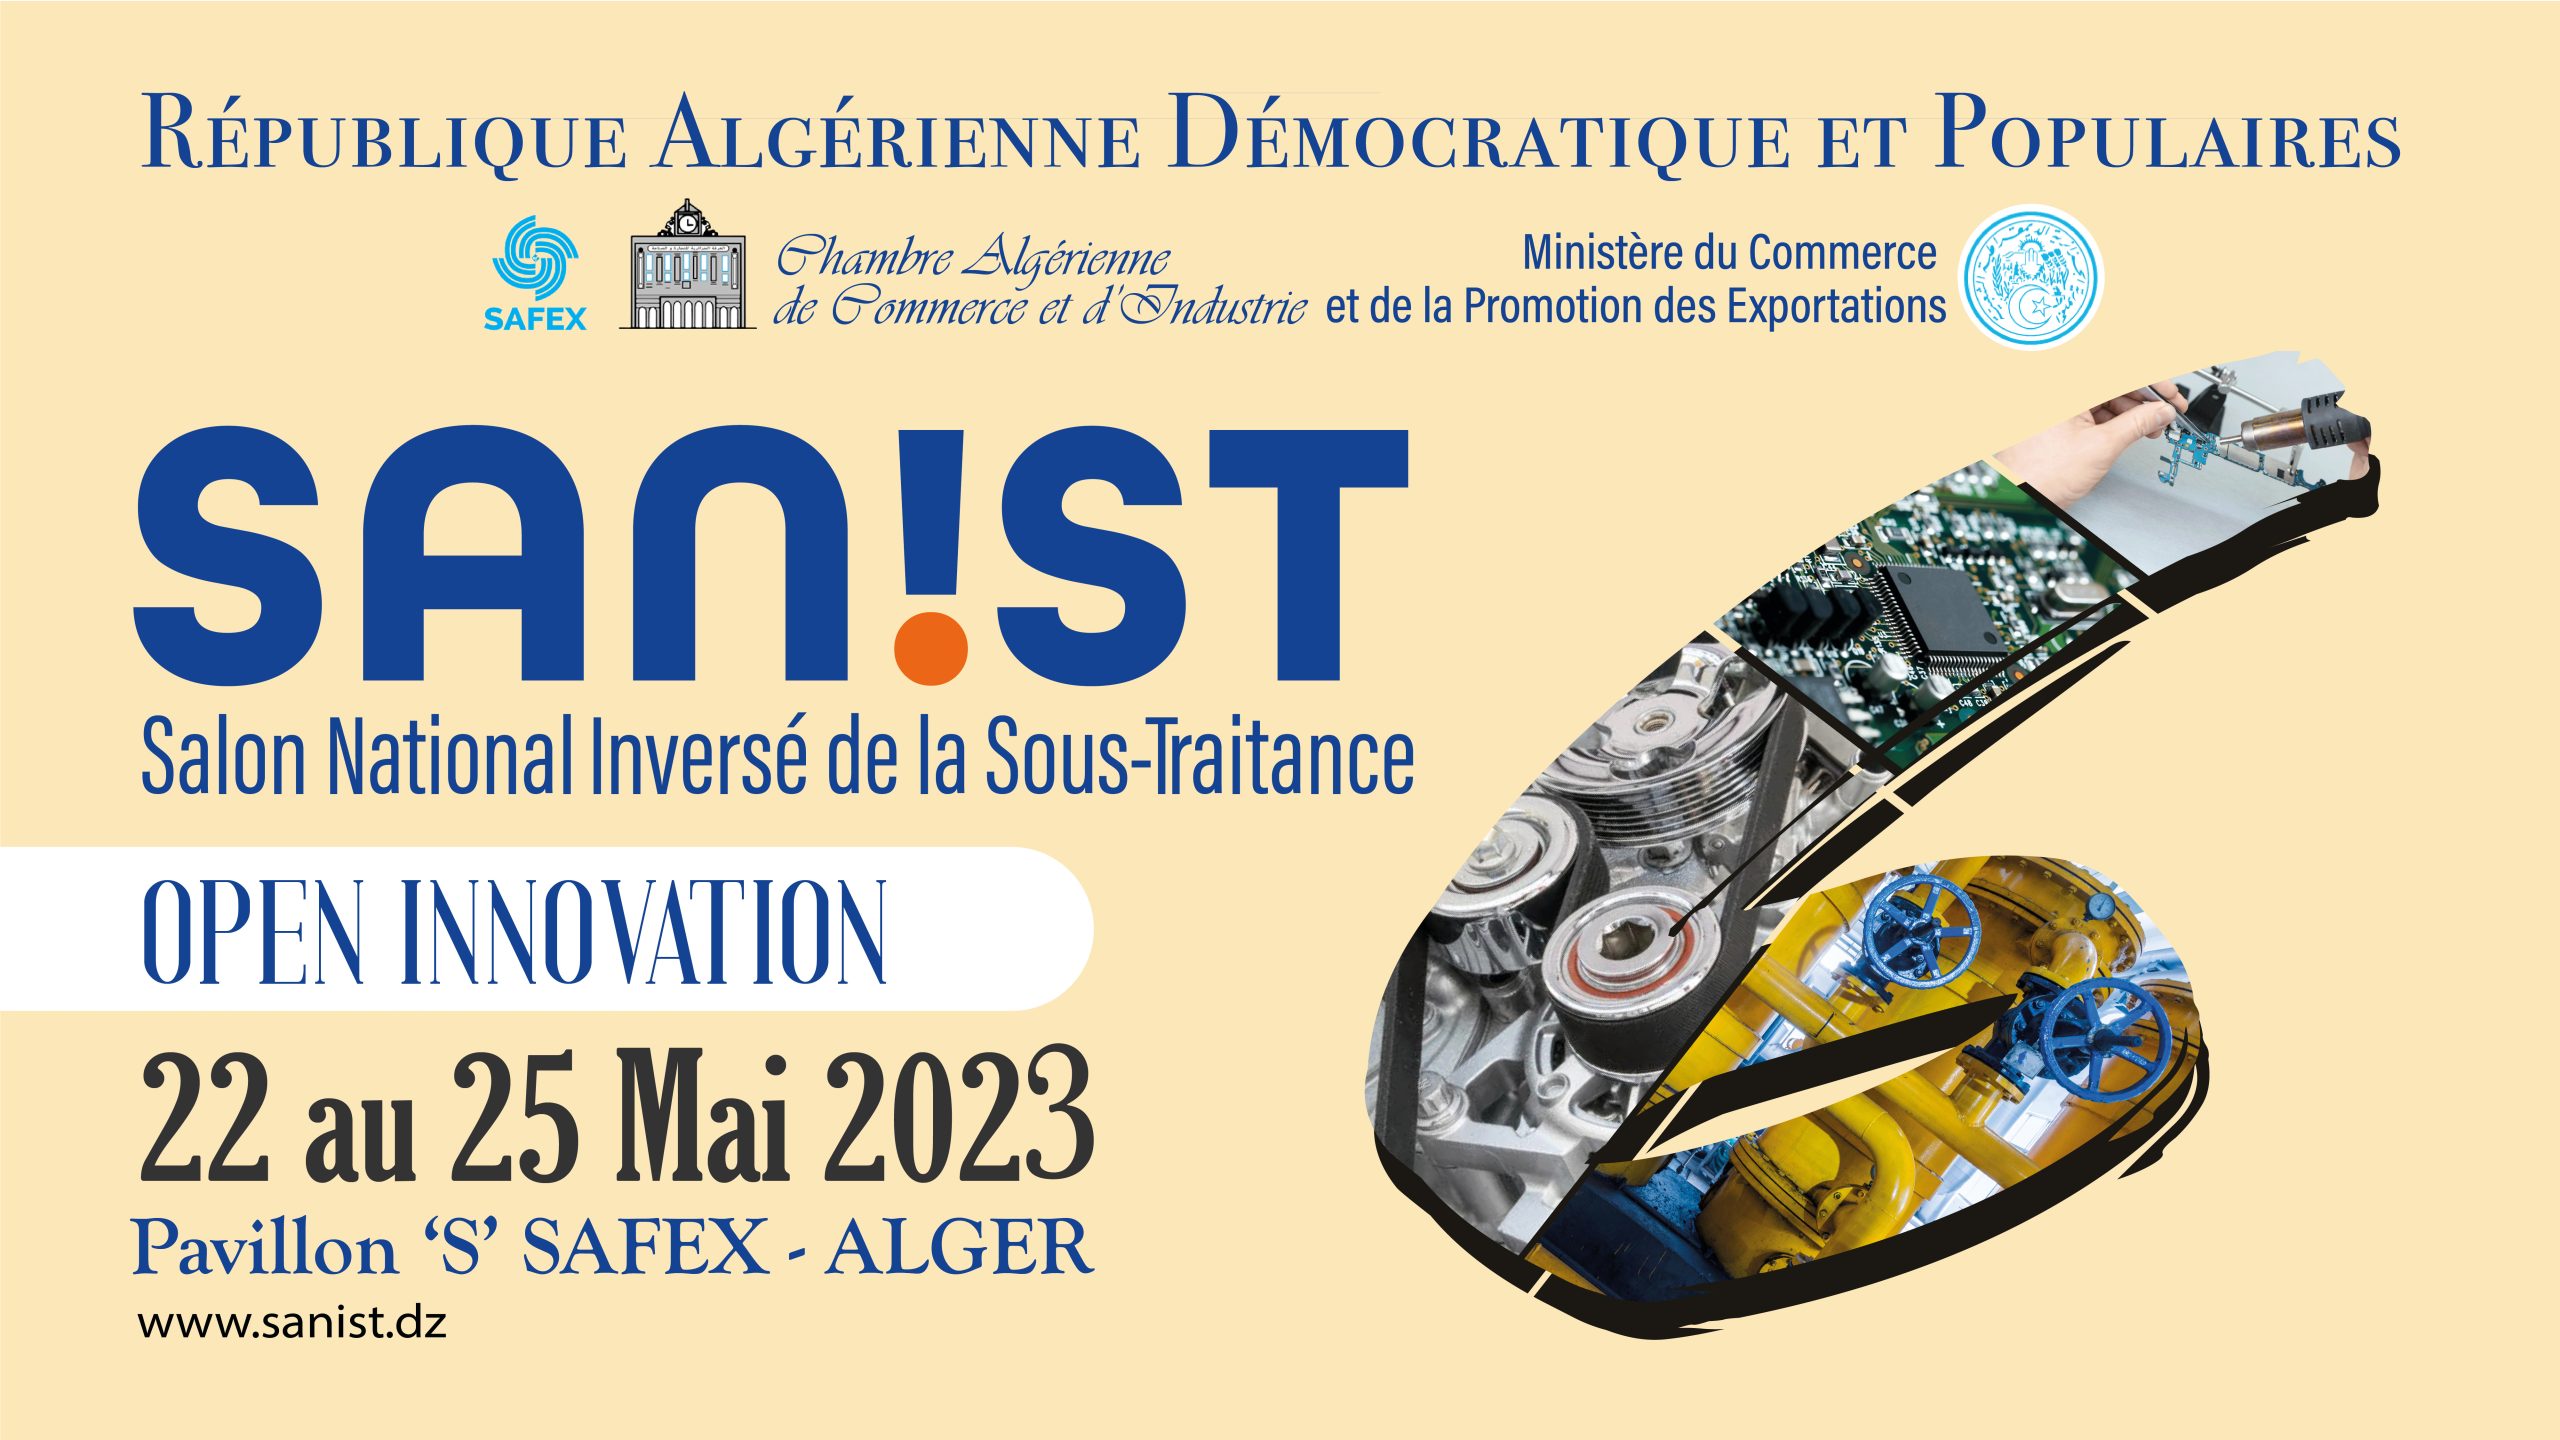 République Algérienne Démocratique et Populaires
SAFEX
Chambre Algérienne
de Commerce et d'Industrie
Ministère du Commerce
et de la Promotion des Exportations
SAN!ST
Salon National Inversé de la Sous-Traitance
OPEN INNOVATION
22 au 25 Mai 2023
Pavillon ‘S’ SAFEX - ALGER
www.sanist.dz
6